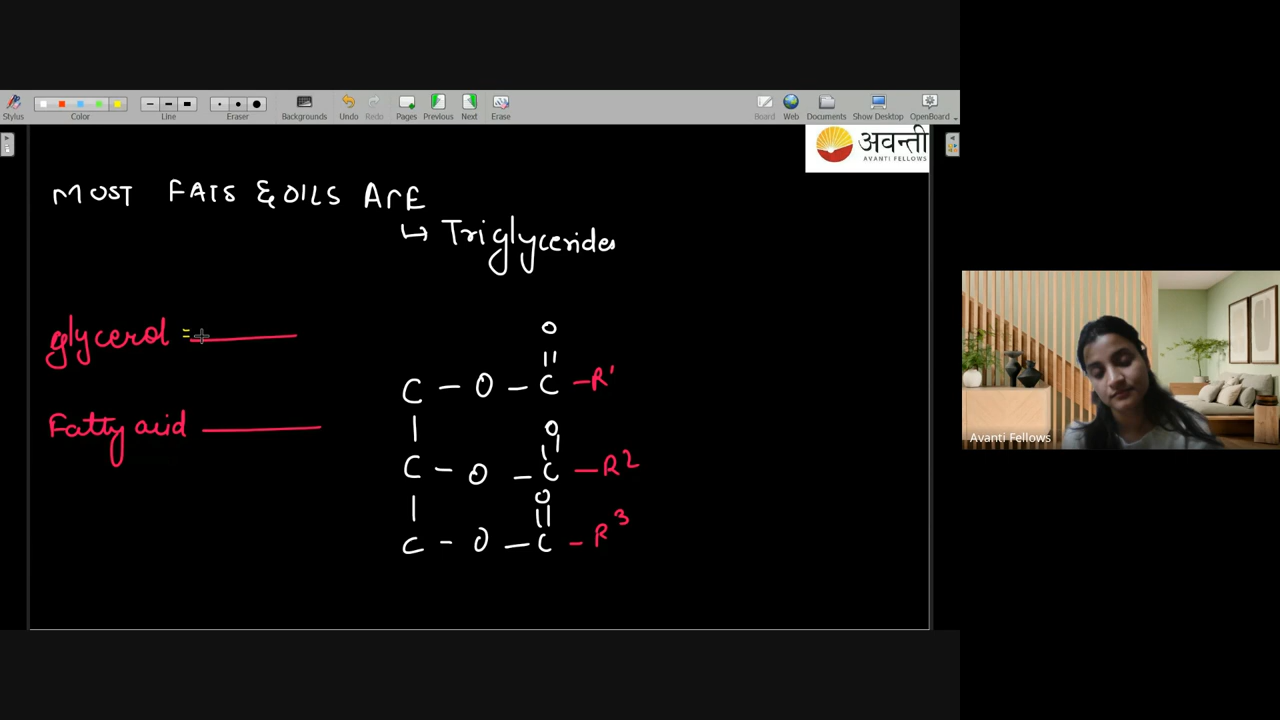 Stylus
Color
Line
Eraser
Backgrounds
Undo
Redo
Pages
Previous
Next
Erase
Board
Web
Documents
Show Desktop
OpenBoard
अवन्ती
AVANTI FELLOWS
MOST FATS & OILS ARE
↳ Triglycerides
glycerol =
Fatty acid
O
||
C - O - C - R'
|
O
||
C - O - C - R2
|
O
||
C - O - C - R3
Avanti Fellows